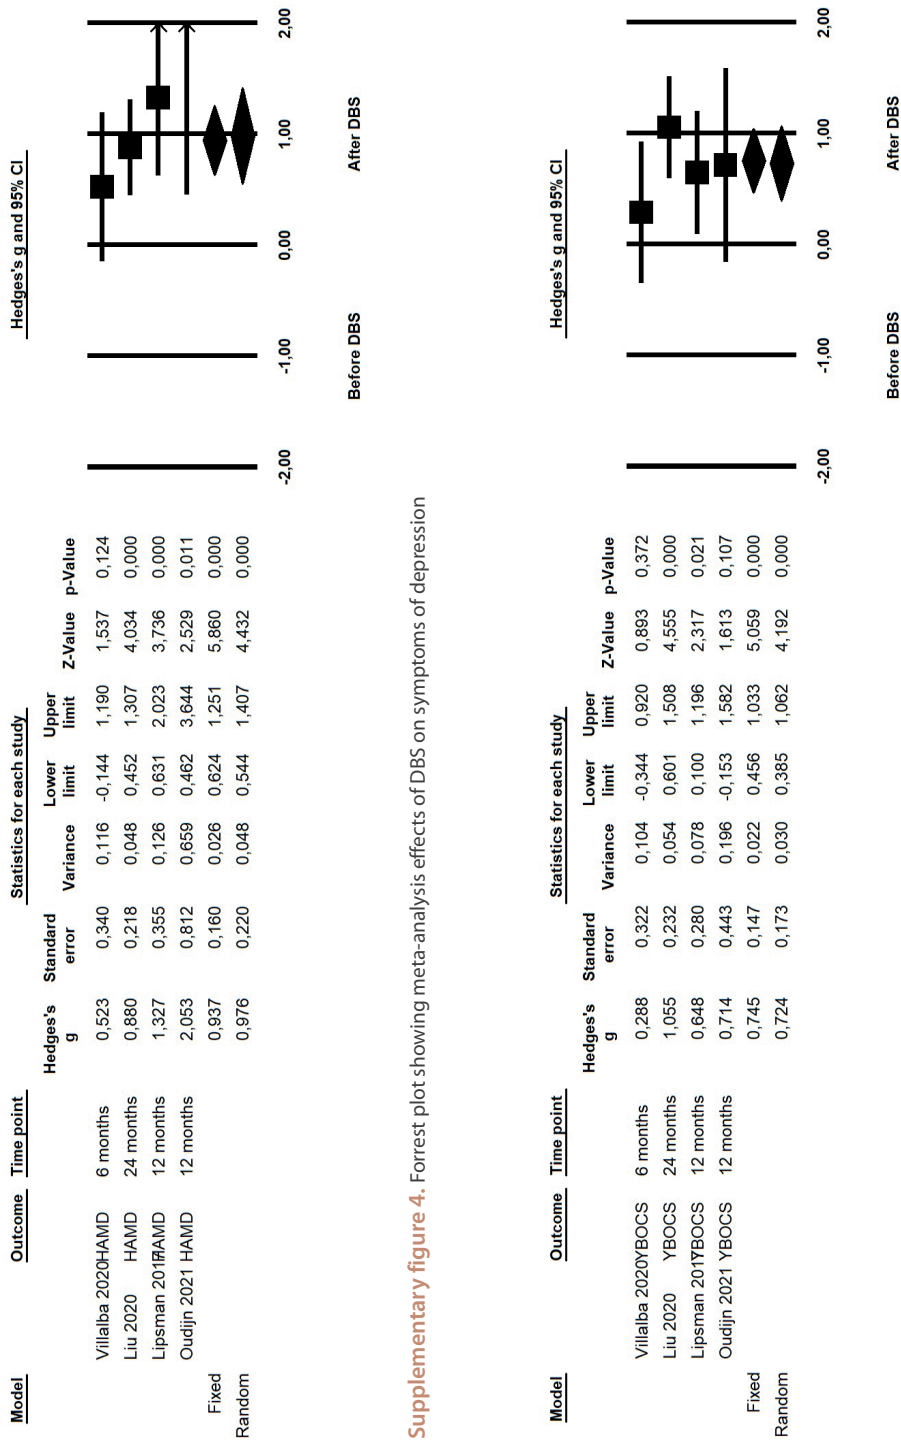 Model Outcome Time point Statistics for each study Hedges's g and 95% CI
Hedges's g Standard error Variance Lower limit Upper limit Z-Value p-Value
Villalba 2020 HAMD 6 months 0,523 0,340 0,116 -0,144 1,190 1,537 0,124
Liu 2020 HAMD 24 months 0,880 0,218 0,048 0,452 1,307 4,034 0,000
Lipsman 2017 HAMD 12 months 1,327 0,355 0,126 0,631 2,023 3,736 0,000
Oudijn 2021 HAMD 12 months 2,053 0,812 0,659 0,462 3,644 2,529 0,011
Fixed 0,937 0,160 0,026 0,624 1,251 5,860 0,000
Random 0,976 0,220 0,048 0,544 1,407 4,432 0,000
-2,00 -1,00 0,00 1,00 2,00
Before DBS After DBS
Supplementary figure 4. Forrest plot showing meta-analysis effects of DBS on symptoms of depression
Model Outcome Time point Statistics for each study Hedges's g and 95% CI
Hedges's g Standard error Variance Lower limit Upper limit Z-Value p-Value
Villalba 2020 YBOCS 6 months 0,288 0,322 0,104 -0,344 0,920 0,893 0,372
Liu 2020 YBOCS 24 months 1,055 0,232 0,054 0,601 1,508 4,555 0,000
Lipsman 2017 YBOCS 12 months 0,648 0,280 0,078 0,100 1,196 2,317 0,021
Oudijn 2021 YBOCS 12 months 0,714 0,443 0,196 -0,153 1,582 1,613 0,107
Fixed 0,745 0,147 0,022 0,456 1,033 5,059 0,000
Random 0,724 0,173 0,030 0,385 1,062 4,192 0,000
-2,00 -1,00 0,00 1,00 2,00
Before DBS After DBS